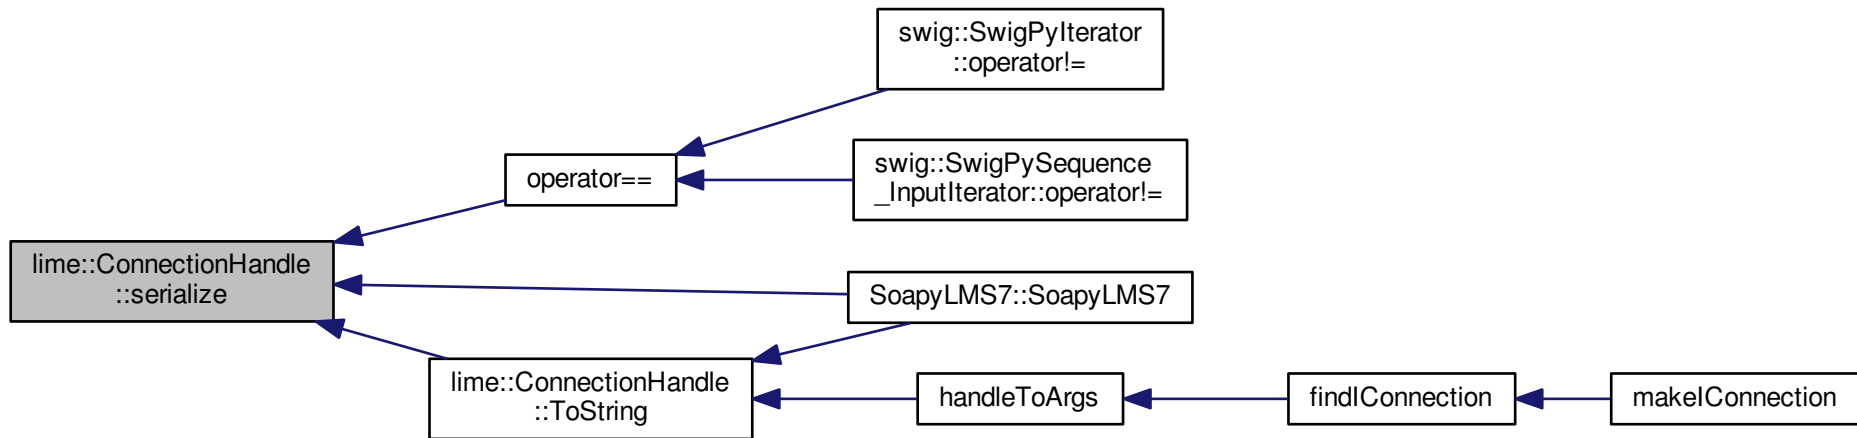 swig::SwigPyIterator
::operator!=
operator==
swig::SwigPySequence
_InputIterator::operator!=
lime::ConnectionHandle
::serialize
SoapyLMS7::SoapyLMS7
lime::ConnectionHandle
::ToString
handleToArgs
findIConnection
makeIConnection